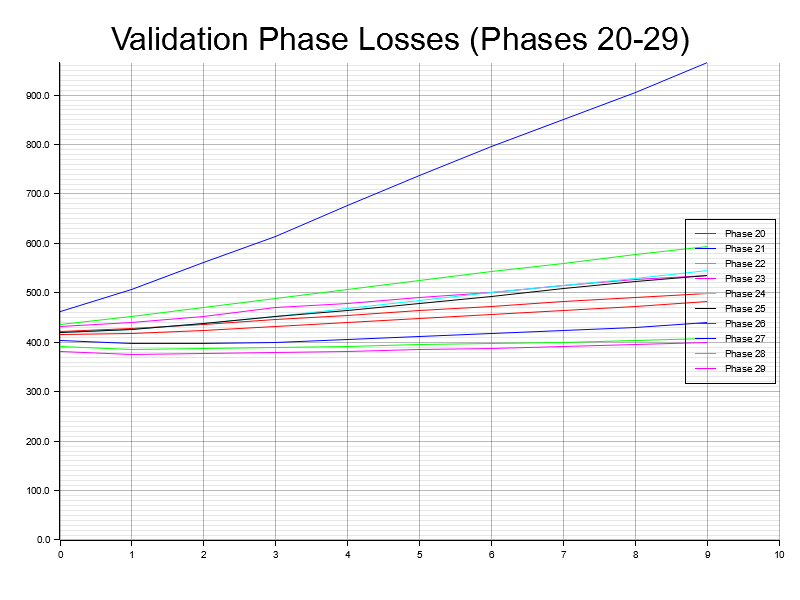 Validation Phase Losses (Phases 20-29)
900.0
800.0
700.0
600.0
500.0
400.0
300.0
200.0
100.0
0.0
0 1 2 3 4 5 6 7 8 9 10
Phase 20
Phase 21
Phase 22
Phase 23
Phase 24
Phase 25
Phase 26
Phase 27
Phase 28
Phase 29